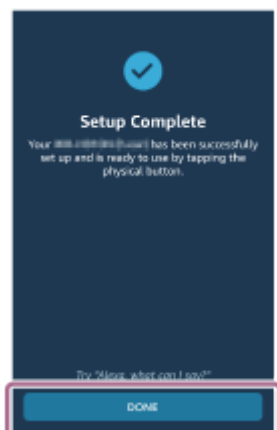 Setup Complete
Your has been successfully
set up and is ready to use by tapping the
physical button.
Try "Alexa, what can I say?"
DONE